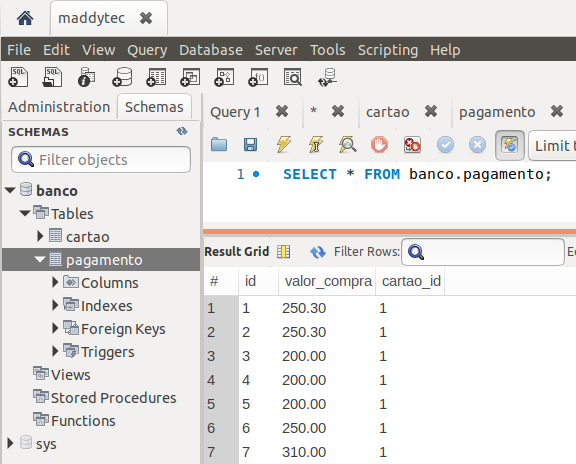 maddytec
File Edit View Query Database Server Tools Scripting Help
Administration Schemas
SCHEMAS
Filter objects
banco
Tables
cartao
pagamento
Columns
Indexes
Foreign Keys
Triggers
Views
Stored Procedures
Functions
sys
Query 1 * cartao pagamento
Limit t
1 SELECT * FROM banco.pagamento;
Result Grid Filter Rows: Ec
# id valor_compra cartao_id
1 1 250.30 1
2 2 250.30 1
3 3 200.00 1
4 4 200.00 1
5 5 200.00 1
6 6 250.00 1
7 7 310.00 1